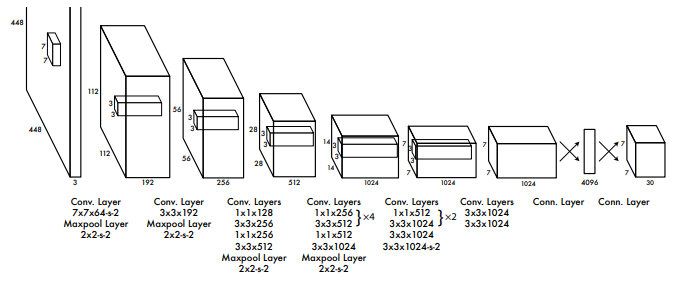 448
7
7
448
3
112
3
3
112
192
56
3
3
56
256
28
3
3
28
512
14
3
3
14
1024
7
3
3
7
1024
7
7
1024
4096
7
7
30
Conv. Layer
7x7x64-s-2
Maxpool Layer
2x2-s-2
Conv. Layer
3x3x192
Maxpool Layer
2x2-s-2
Conv. Layers
1x1x128
3x3x256
1x1x256
3x3x512
Maxpool Layer
2x2-s-2
Conv. Layers
1x1x256
3x3x512
}×4
1x1x512
3x3x1024
Maxpool Layer
2x2-s-2
Conv. Layers
1x1x512
3x3x1024
}×2
3x3x1024
3x3x1024-s-2
Conv. Layers
3x3x1024
3x3x1024
Conn. Layer
Conn. Layer